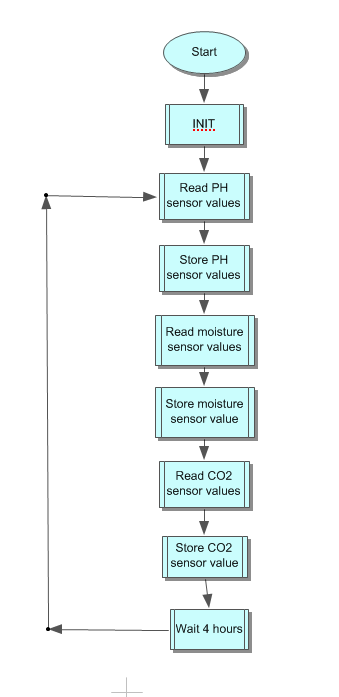 Start
INIT
Read PH
sensor values
Store PH
sensor values
Read moisture
sensor values
Store moisture
sensor value
Read CO2
sensor values
Store CO2
sensor value
Wait 4 hours